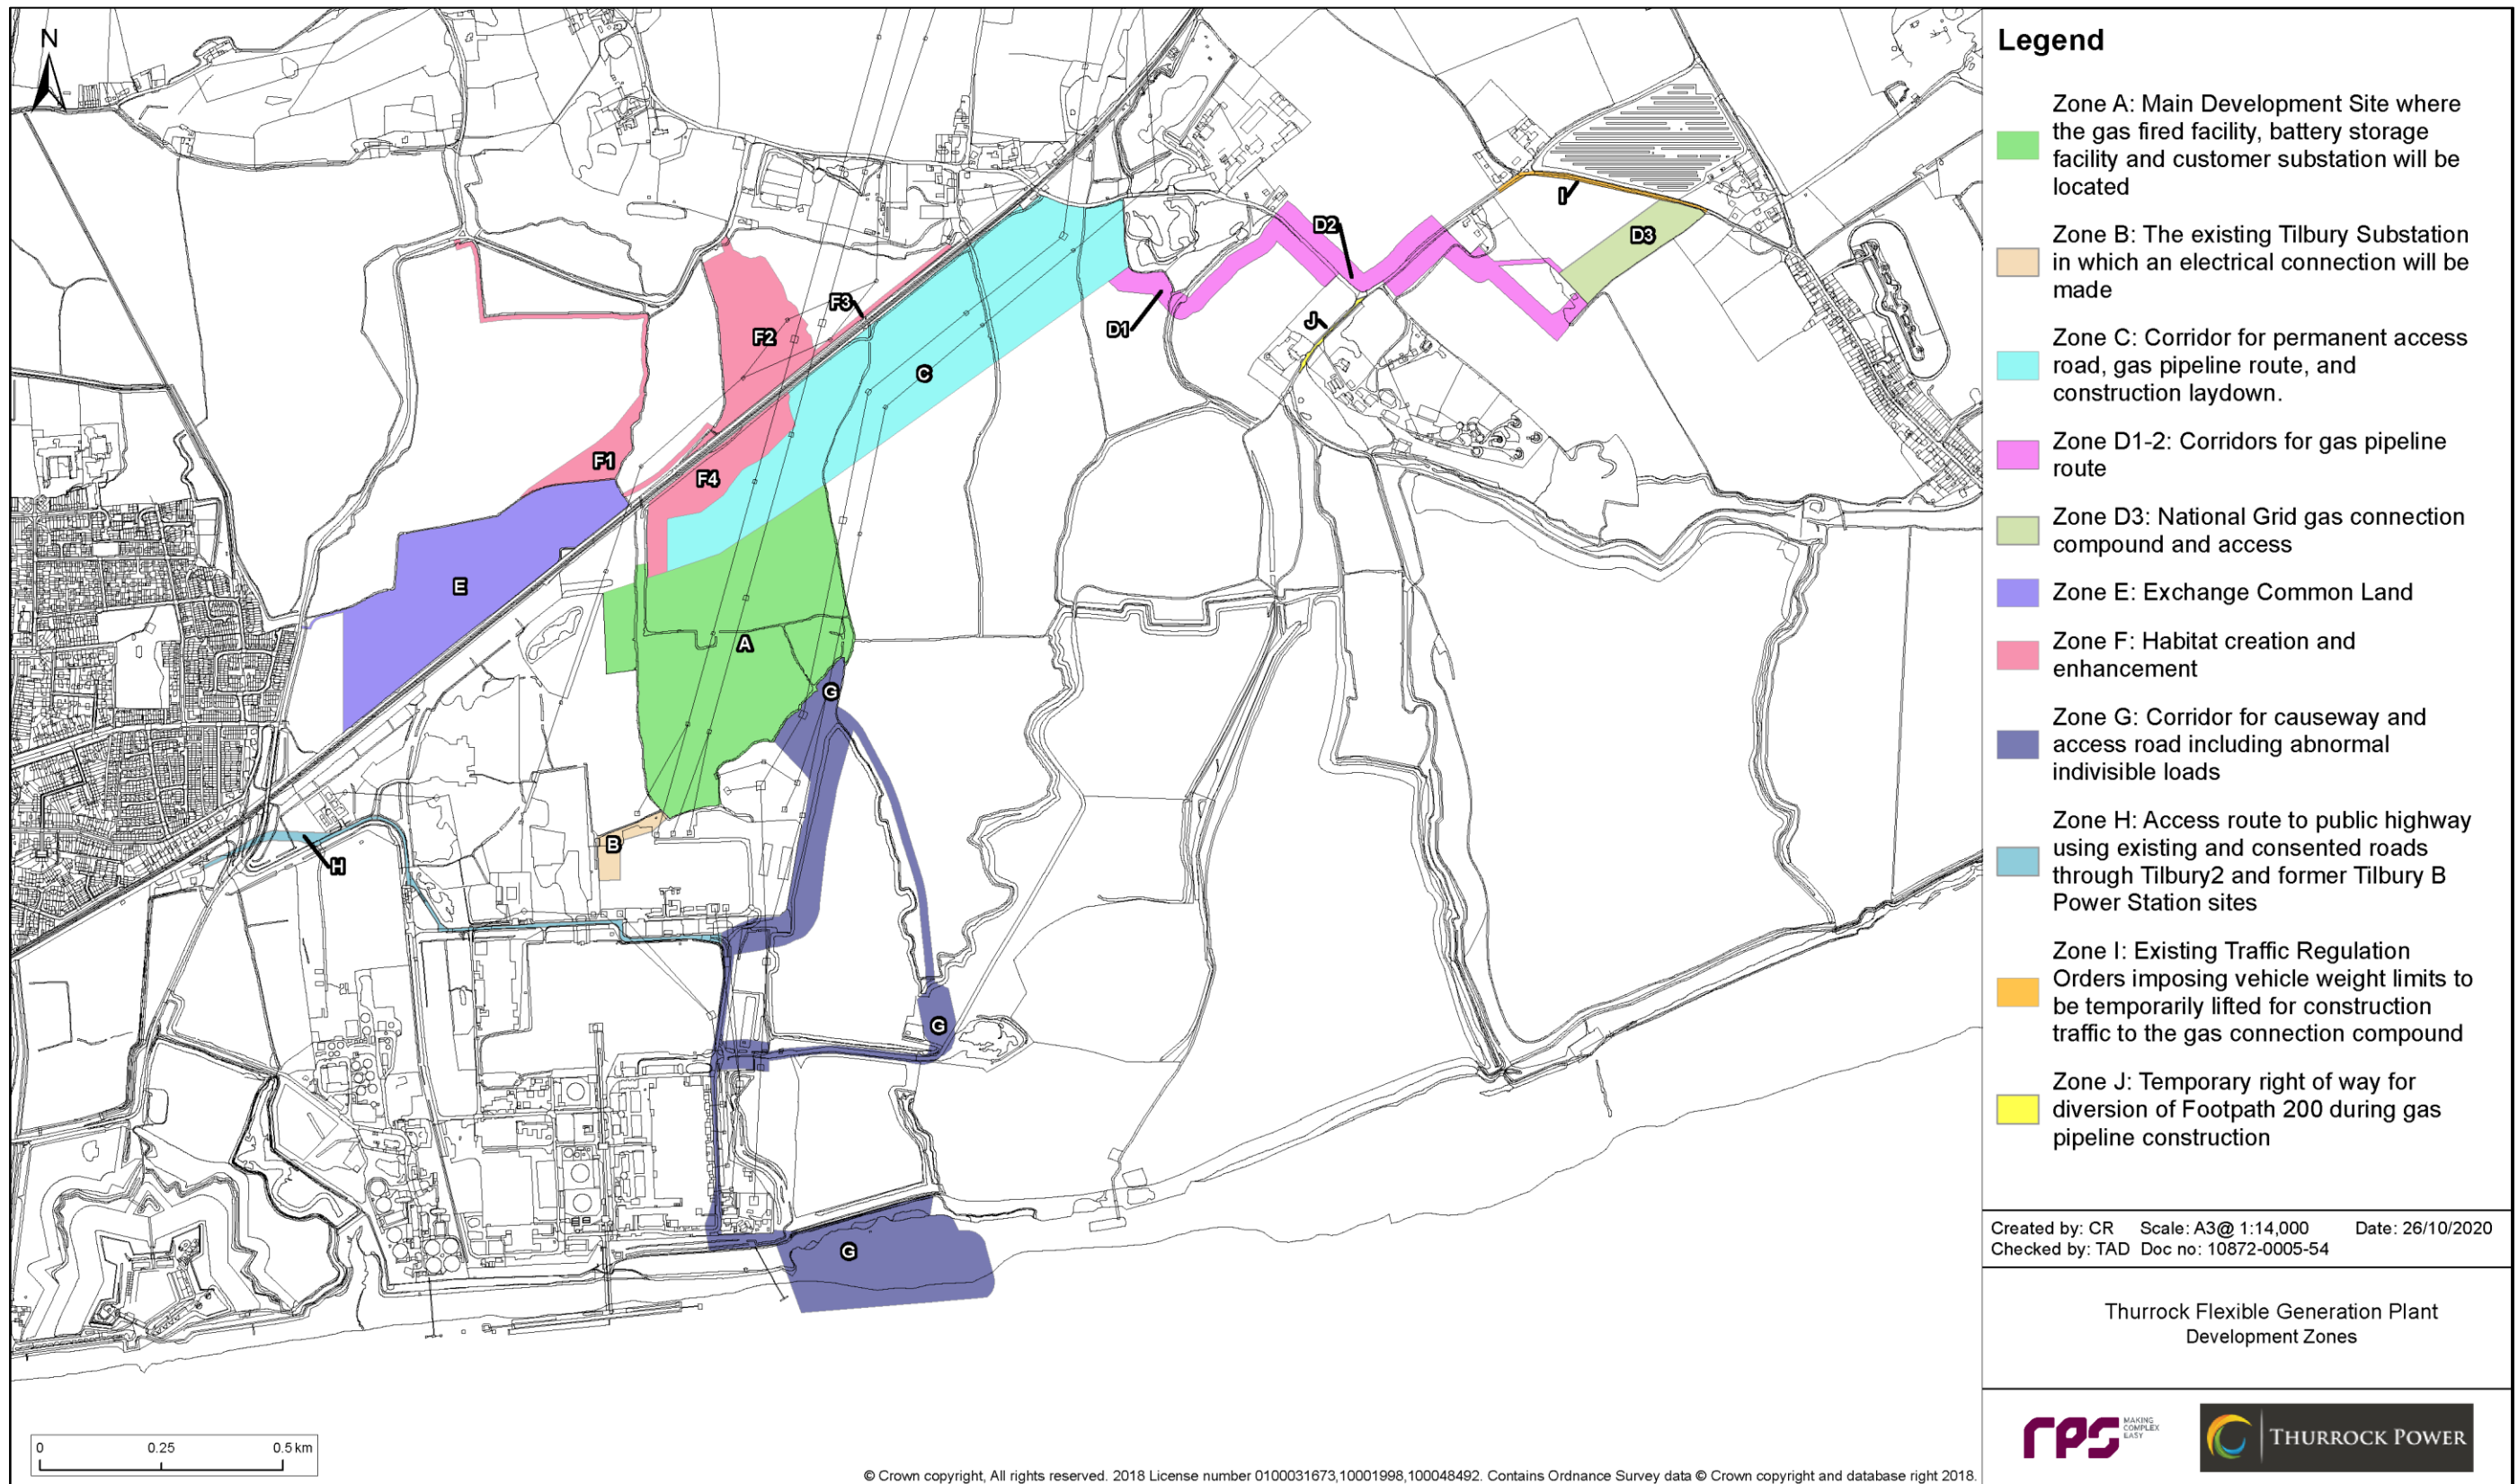 N
F3
F2
C
F1
F4
E
A
G
B
H
G
G
D1
D2
J
I
D3
0 0.25 0.5 km
© Crown copyright, All rights reserved. 2018 License number 0100031673,10001998,100048492. Contains Ordnance Survey data © Crown copyright and database right 2018.
Legend
Zone A: Main Development Site where
the gas fired facility, battery storage
facility and customer substation will be
located
Zone B: The existing Tilbury Substation
in which an electrical connection will be
made
Zone C: Corridor for permanent access
road, gas pipeline route, and
construction laydown.
Zone D1-2: Corridors for gas pipeline
route
Zone D3: National Grid gas connection
compound and access
Zone E: Exchange Common Land
Zone F: Habitat creation and
enhancement
Zone G: Corridor for causeway and
access road including abnormal
indivisible loads
Zone H: Access route to public highway
using existing and consented roads
through Tilbury2 and former Tilbury B
Power Station sites
Zone I: Existing Traffic Regulation
Orders imposing vehicle weight limits to
be temporarily lifted for construction
traffic to the gas connection compound
Zone J: Temporary right of way for
diversion of Footpath 200 during gas
pipeline construction
Created by: CR Scale: A3@ 1:14,000 Date: 26/10/2020
Checked by: TAD Doc no: 10872-0005-54
Thurrock Flexible Generation Plant
Development Zones
rps
MAKING
COMPLEX
EASY
THURROCK POWER